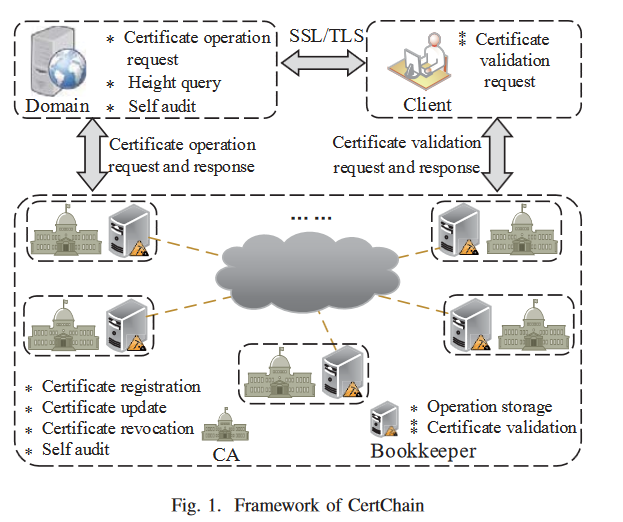 * Certificate operation
request
* Height query
* Self audit
Domain
SSL/TLS
* Certificate
* validation
request
Client
Certificate operation
request and response
Certificate validation
request and response
... ...
* Certificate registration
* Certificate update
* Certificate revocation
* Self audit
CA
* Operation storage
* Certificate validation
*
Bookkeeper
Fig. 1. Framework of CertChain